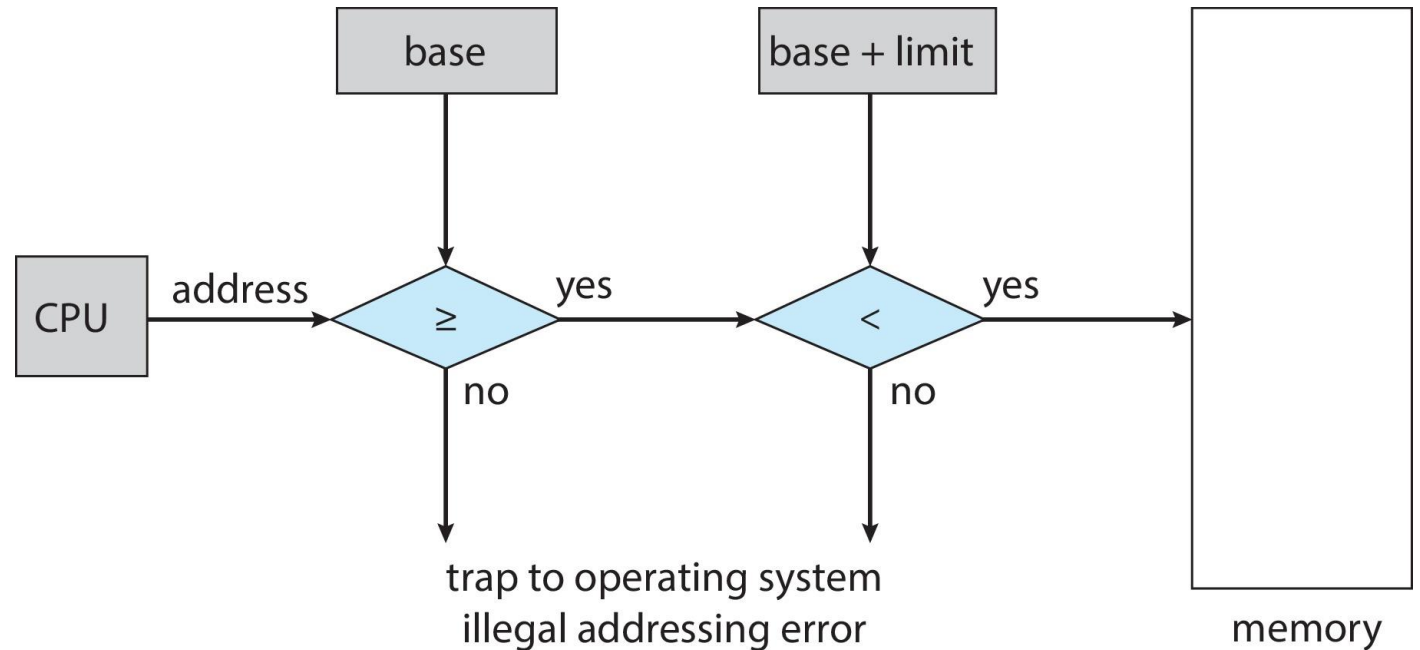 base
base + limit
CPU
address
≥
yes
<
yes
no
no
trap to operating system
illegal addressing error
memory